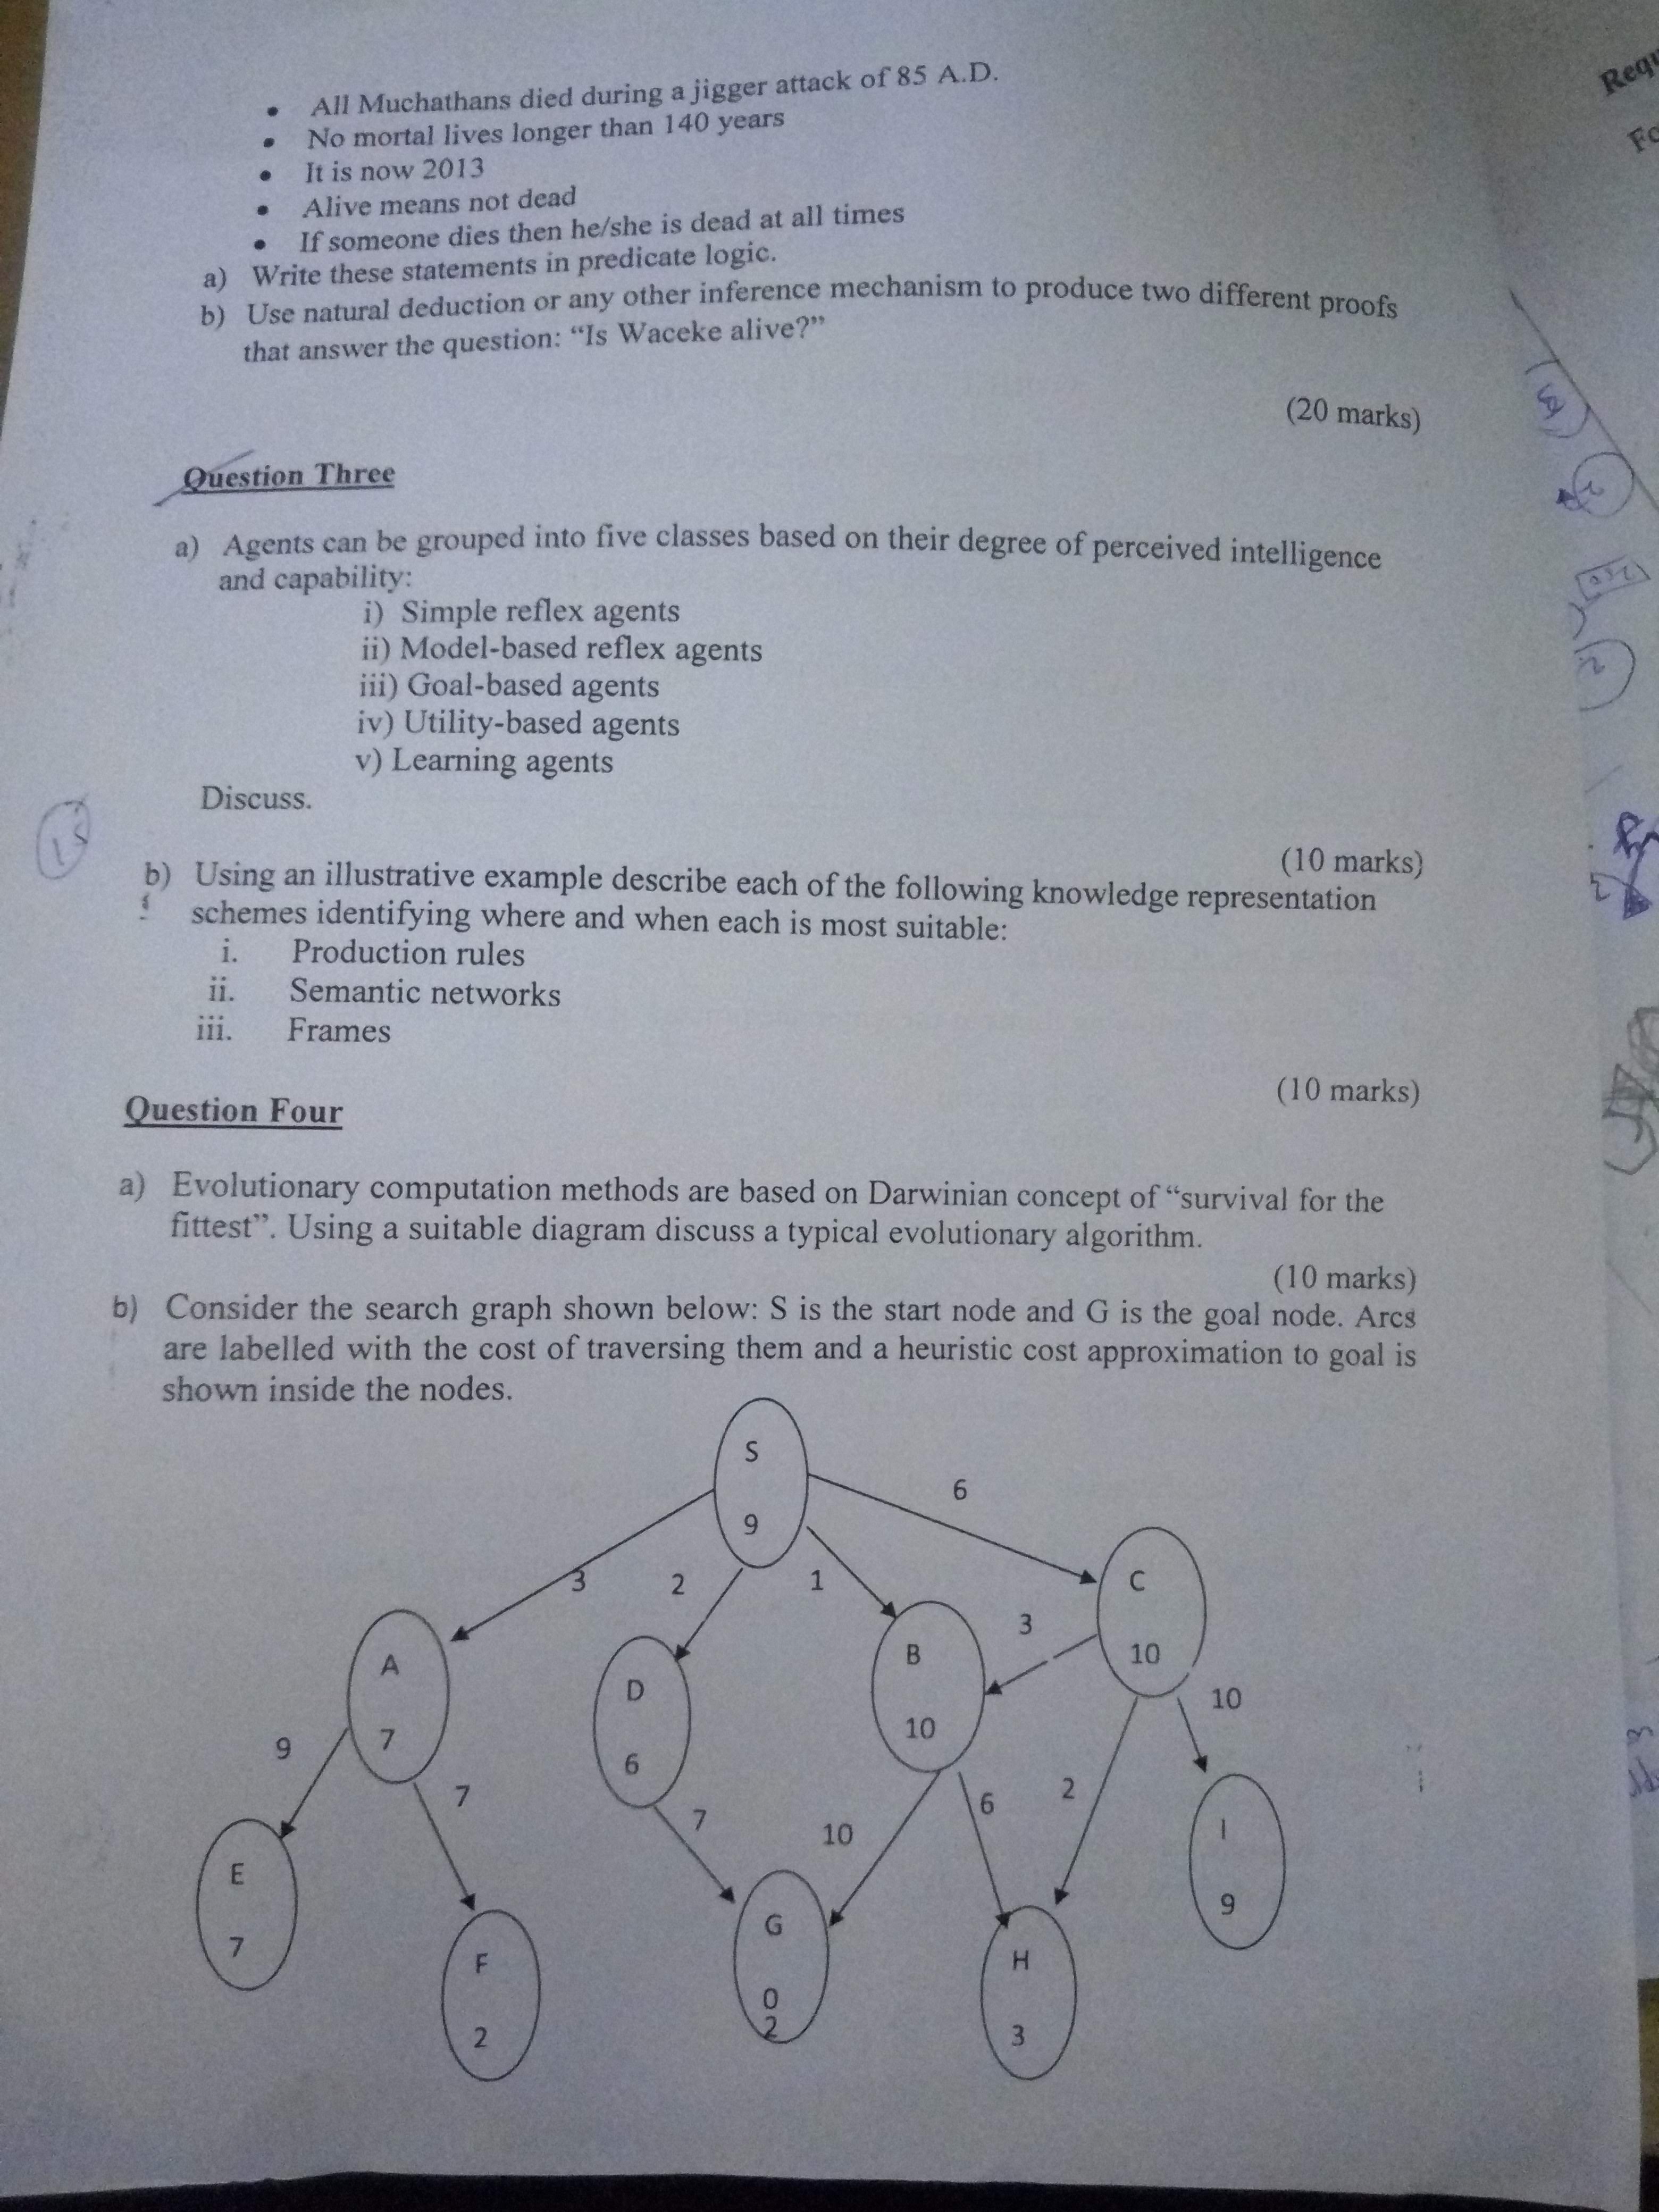 • All Muchathans died during a jigger attack of 85 A.D.
• No mortal lives longer than 140 years
• It is now 2013
• Alive means not dead
• If someone dies then he/she is dead at all times
a) Write these statements in predicate logic.
b) Use natural deduction or any other inference mechanism to produce two different proofs
that answer the question: “Is Waceke alive?”
(20 marks)
Question Three
a) Agents can be grouped into five classes based on their degree of perceived intelligence
and capability:
i) Simple reflex agents
ii) Model-based reflex agents
iii) Goal-based agents
iv) Utility-based agents
v) Learning agents
Discuss.
(10 marks)
15
b) Using an illustrative example describe each of the following knowledge representation
schemes identifying where and when each is most suitable:
i. Production rules
ii. Semantic networks
iii. Frames
(10 marks)
Question Four
a) Evolutionary computation methods are based on Darwinian concept of “survival for the
fittest”. Using a suitable diagram discuss a typical evolutionary algorithm.
(10 marks)
b) Consider the search graph shown below: S is the start node and G is the goal node. Arcs
are labelled with the cost of traversing them and a heuristic cost approximation to goal is
shown inside the nodes.
S
9
6
3
2
1
C
10
3
A
7
D
6
B
10
10
9
7
7
10
6
2
E
7
F
2
G
0
2
H
3
I
9